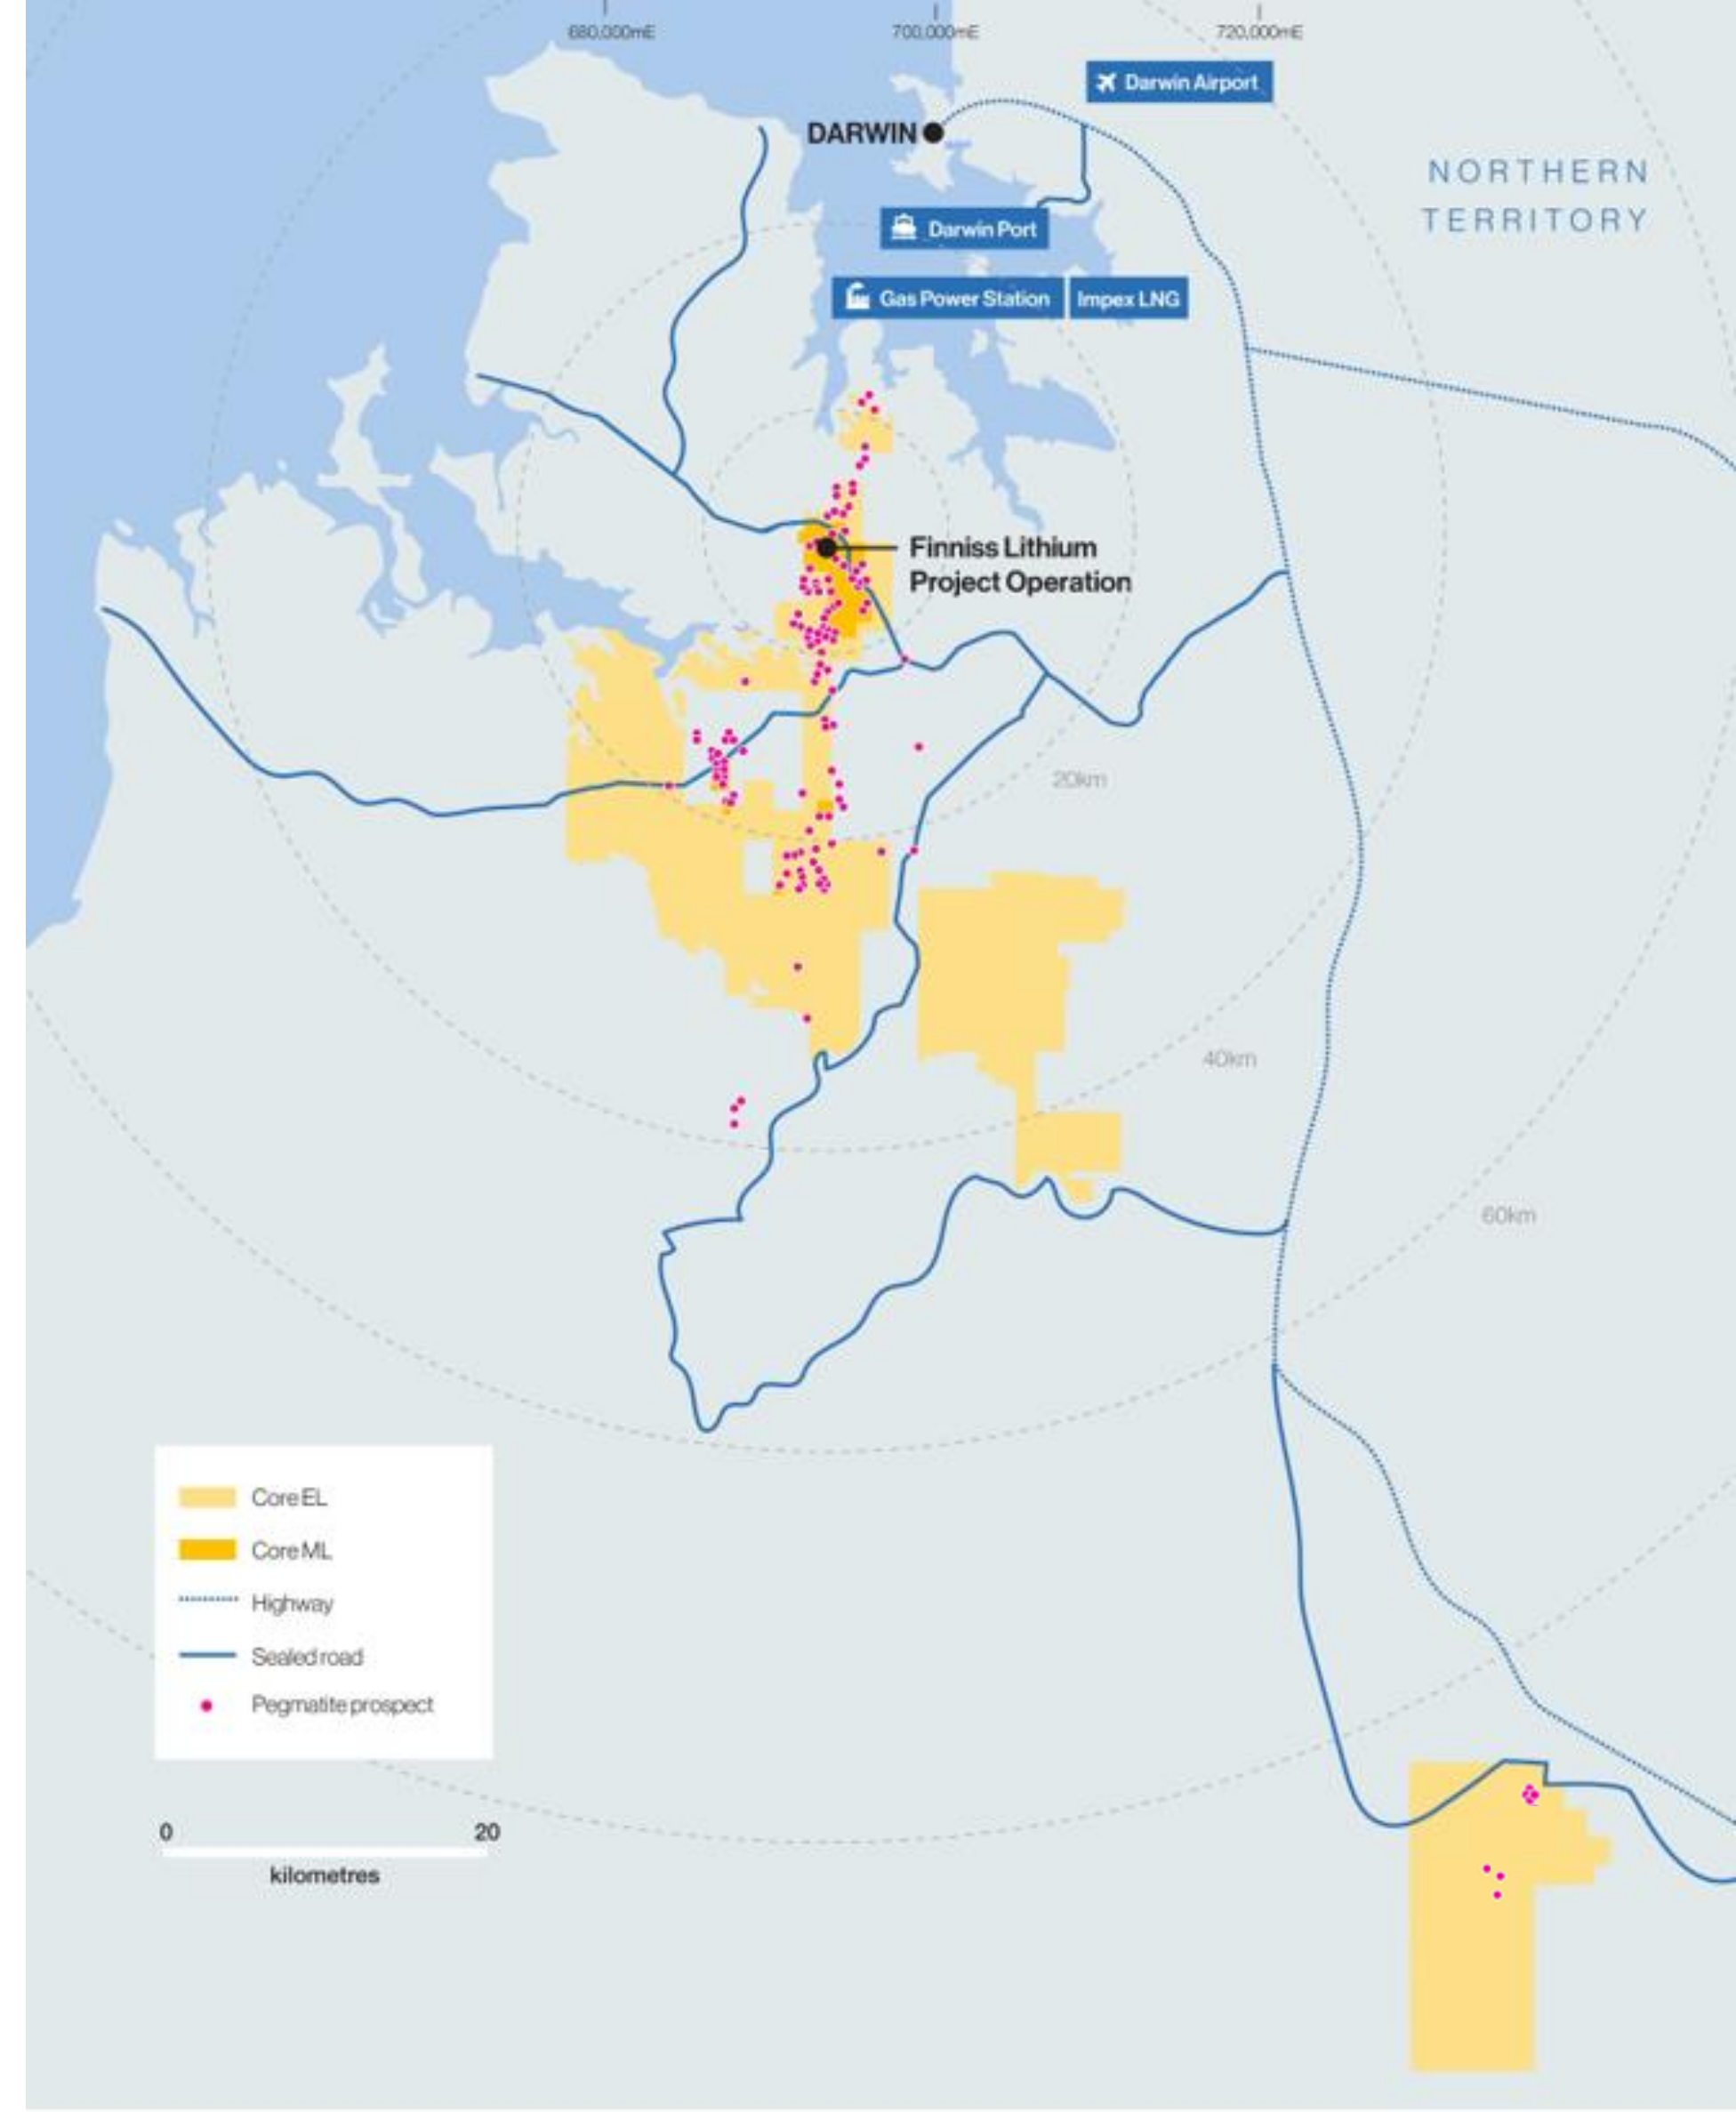 680,000mE
700,000mE
720,000mE
Darwin Airport
DARWIN
NORTHERN
TERRITORY
Darwin Port
Gas Power Station
Impex LNG
Finniss Lithium
Project Operation
20km
40km
60km
Core EL
Core ML
Highway
Sealed road
Pegmatite prospect
0
20
kilometres